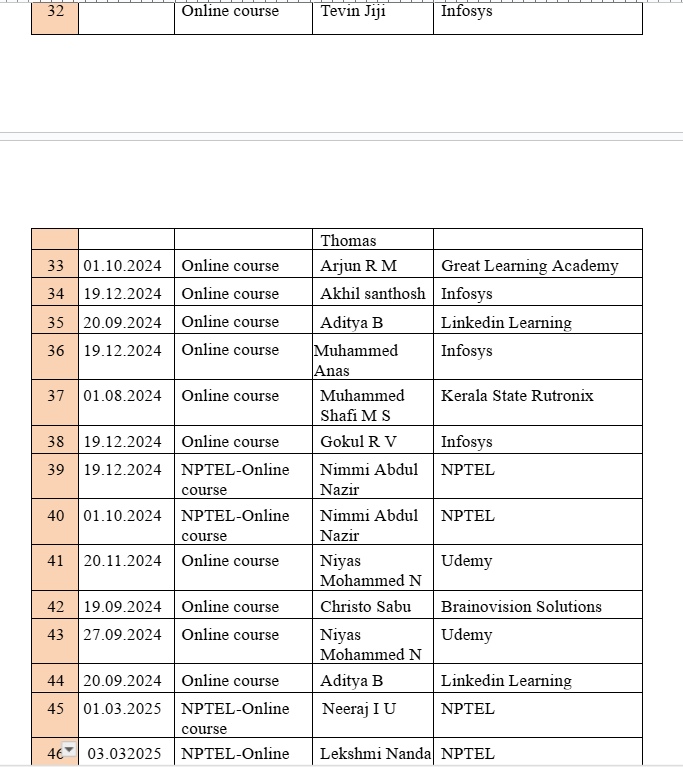 32 Online course Tevin Jiji Infosys
Thomas
33 01.10.2024 Online course Arjun R M Great Learning Academy
34 19.12.2024 Online course Akhil santhosh Infosys
35 20.09.2024 Online course Aditya B Linkedin Learning
36 19.12.2024 Online course Muhammed Infosys
Anas
37 01.08.2024 Online course Muhammed Kerala State Rutronix
Shafi M S
38 19.12.2024 Online course Gokul R V Infosys
39 19.12.2024 NPTEL-Online Nimmi Abdul NPTEL
course Nazir
40 01.10.2024 NPTEL-Online Nimmi Abdul NPTEL
course Nazir
41 20.11.2024 Online course Niyas Udemy
Mohammed N
42 19.09.2024 Online course Christo Sabu Brainovision Solutions
43 27.09.2024 Online course Niyas Udemy
Mohammed N
44 20.09.2024 Online course Aditya B Linkedin Learning
45 01.03.2025 NPTEL-Online Neeraj I U NPTEL
course
46 03.032025 NPTEL-Online Lekshmi Nanda NPTEL